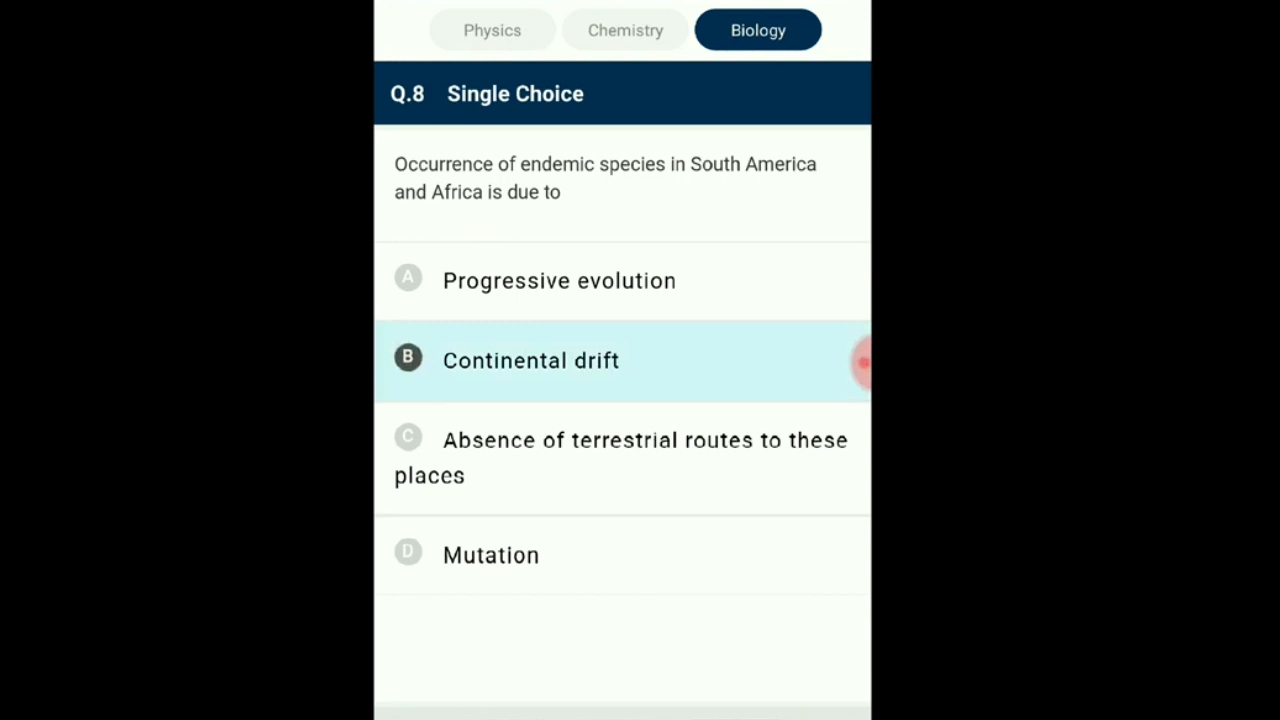 Physics Chemistry Biology
Q.8 Single Choice
Occurrence of endemic species in South America
and Africa is due to
A Progressive evolution
B Continental drift
C Absence of terrestrial routes to these
places
D Mutation